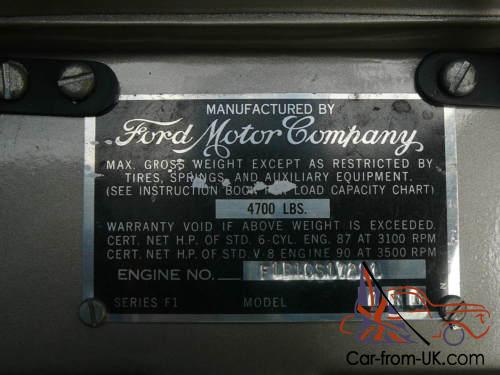 MANUFACTURED BY
Ford Motor Company
MAX. GROSS WEIGHT EXCEPT AS RESTRICTED BY
TIRES, SPRINGS, AND AUXILIARY EQUIPMENT.
(SEE INSTRUCTION BOOK FOR LOAD CAPACITY CHART)
4700 LBS.
WARRANTY VOID IF ABOVE WEIGHT IS EXCEEDED.
CERT. NET H.P. OF STD. 6-CYL. ENG. 87 AT 3100 RPM
CERT. NET H.P. OF STD. V-8 ENGINE 90 AT 3500 RPM
ENGINE NO.
SERIES F1 MODEL
Car-from-UK.com